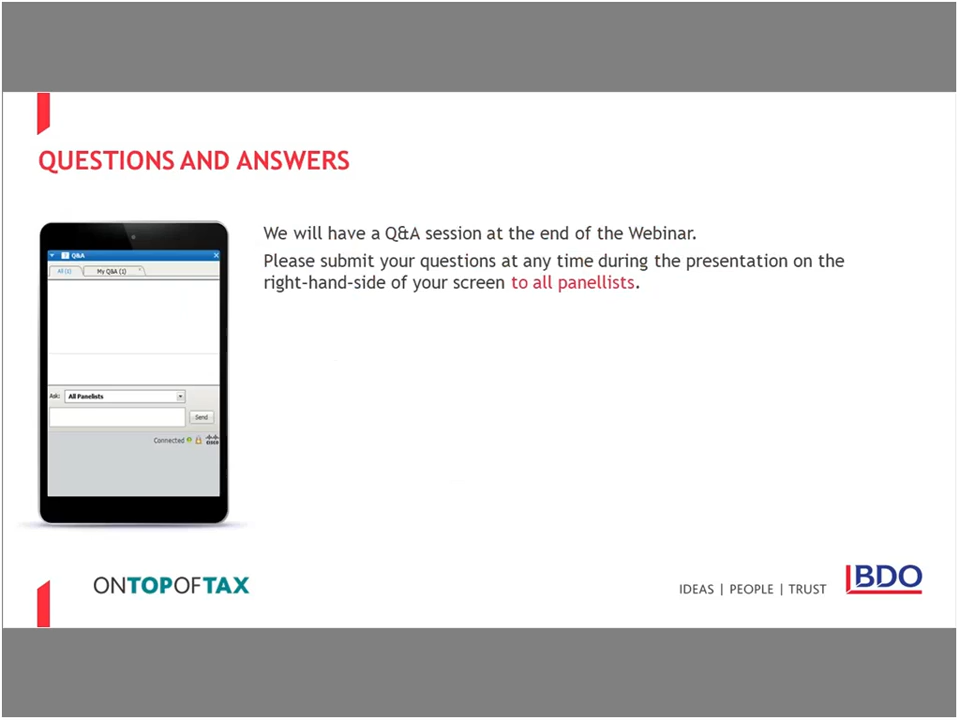 QUESTIONS AND ANSWERS
We will have a Q&A session at the end of the Webinar.
Please submit your questions at any time during the presentation on the
right-hand-side of your screen to all panellists.
? Q&A x
All (1) My Q&A (1)
Ask: All Panelists
Send
Connected
ONTOPOFTAX
IDEAS | PEOPLE | TRUST
BDO